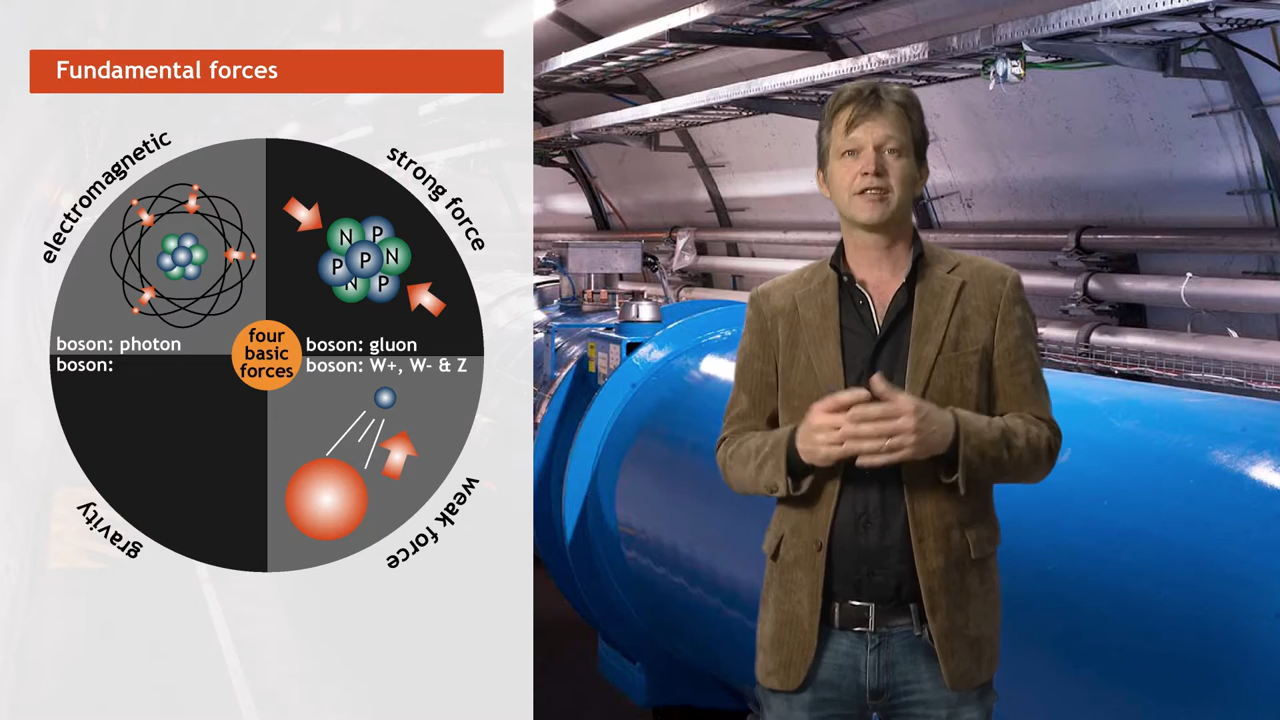 Fundamental forces
electromagnetic
strong force
N P
P P N
N P
boson: photon
boson: gluon
four
basic
forces
boson:
boson: W+, W- & Z
gravity
weak force